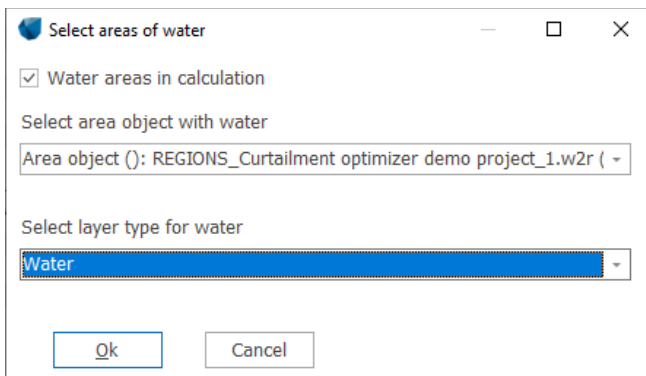 Select areas of water
Water areas in calculation
Select area object with water
Area object (): REGIONS_Curtailment optimizer demo project_1.w2r (
Select layer type for water
Water
Ok
Cancel